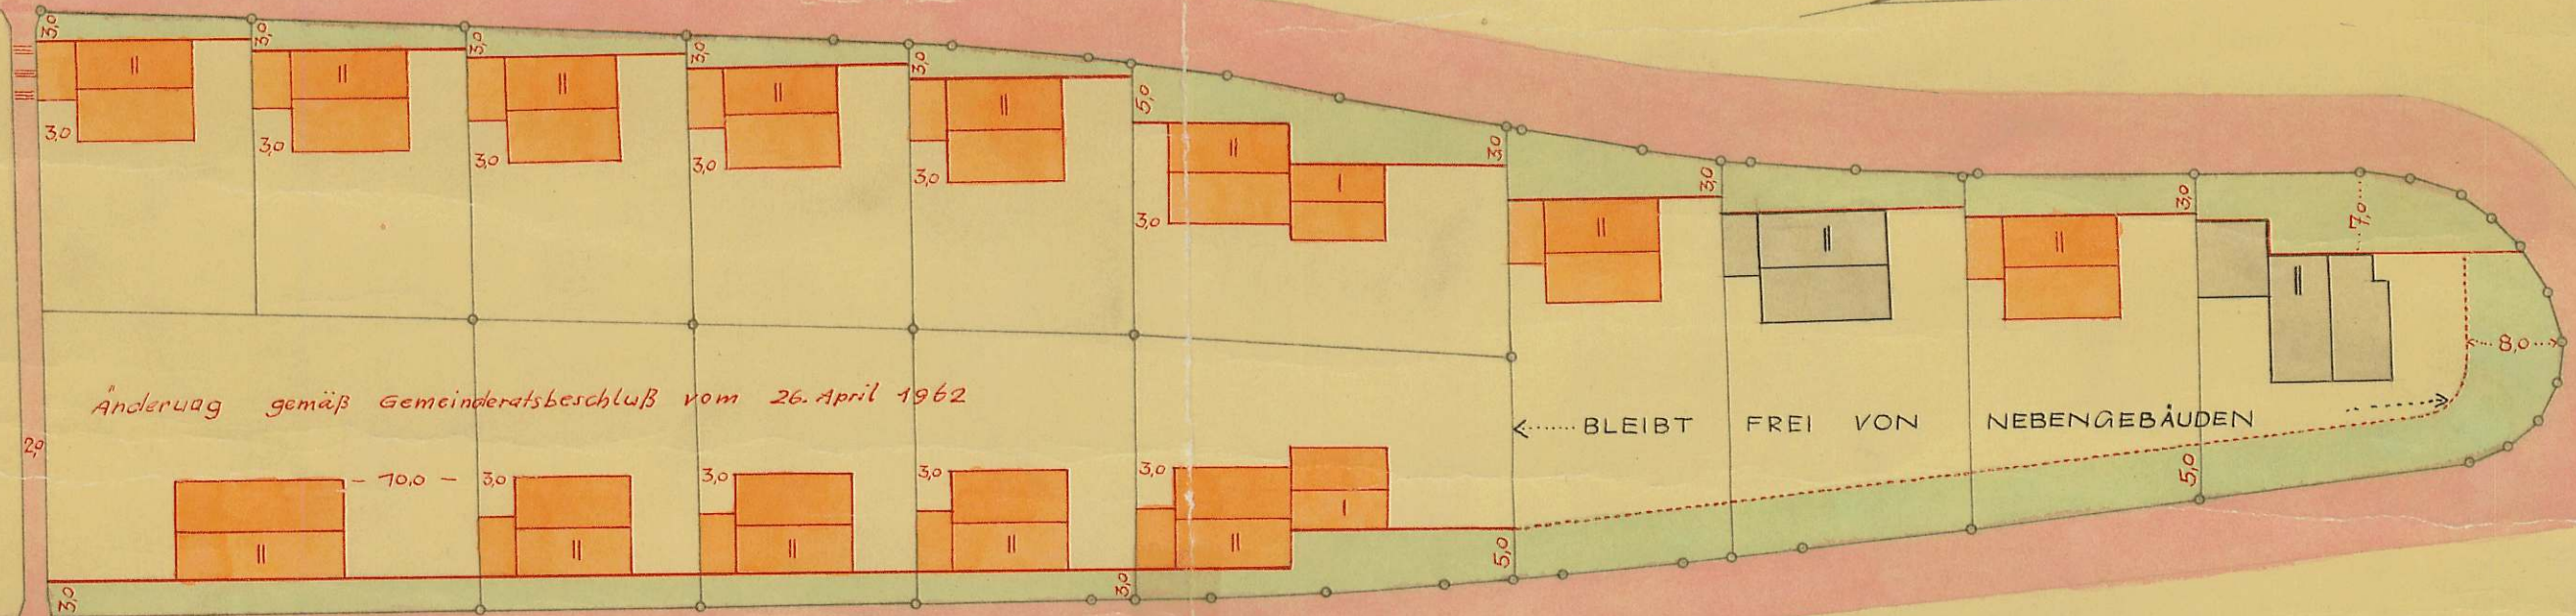 3,0 3,0 3,0 3,0 3,0
II II II II II
3,0 3,0 3,0 3,0 3,0
5,0 II I 3,0
3,0
3,0 3,0 7,0
II II II II
8,0
Änderuag gemäß Gemeinderatsbeschluß vom 26. April 1962
BLEIBT FREI VON NEBENGEBÄUDEN
2,0
- 10,0 - 3,0 3,0 3,0 3,0
5,0
II II II II II I
5,0
3,0 3,0